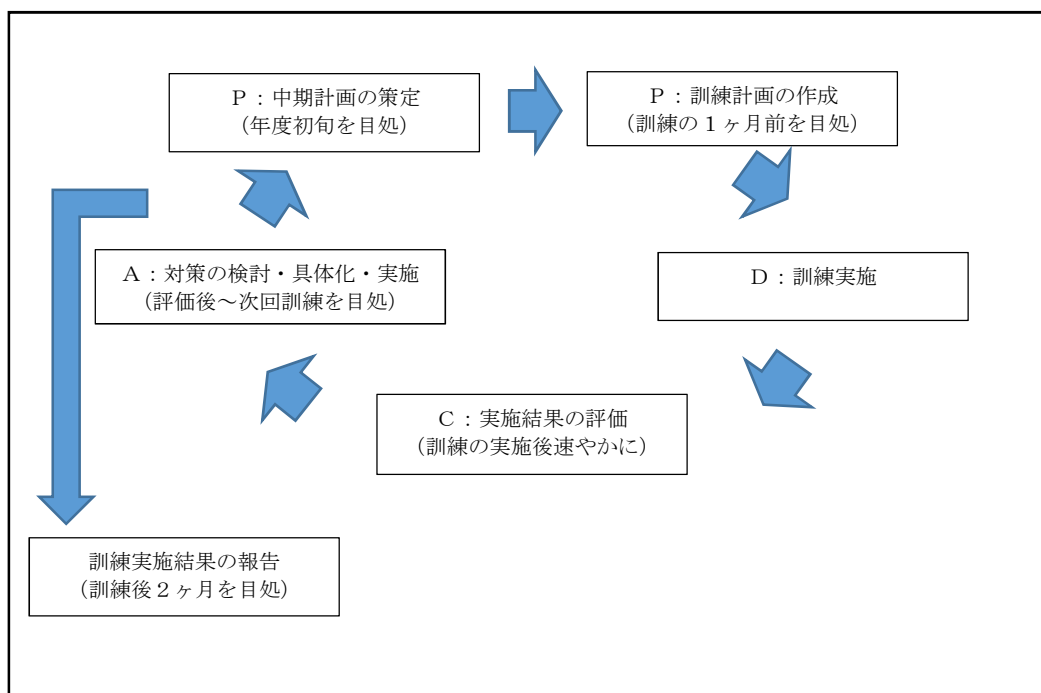 Ｐ：中期計画の策定
（年度初旬を目処）
Ｐ：訓練計画の作成
（訓練の１ヶ月前を目処）
Ａ：対策の検討・具体化・実施
（評価後～次回訓練を目処）
Ｄ：訓練実施
Ｃ：実施結果の評価
（訓練の実施後速やかに）
訓練実施結果の報告
（訓練後２ヶ月を目処）